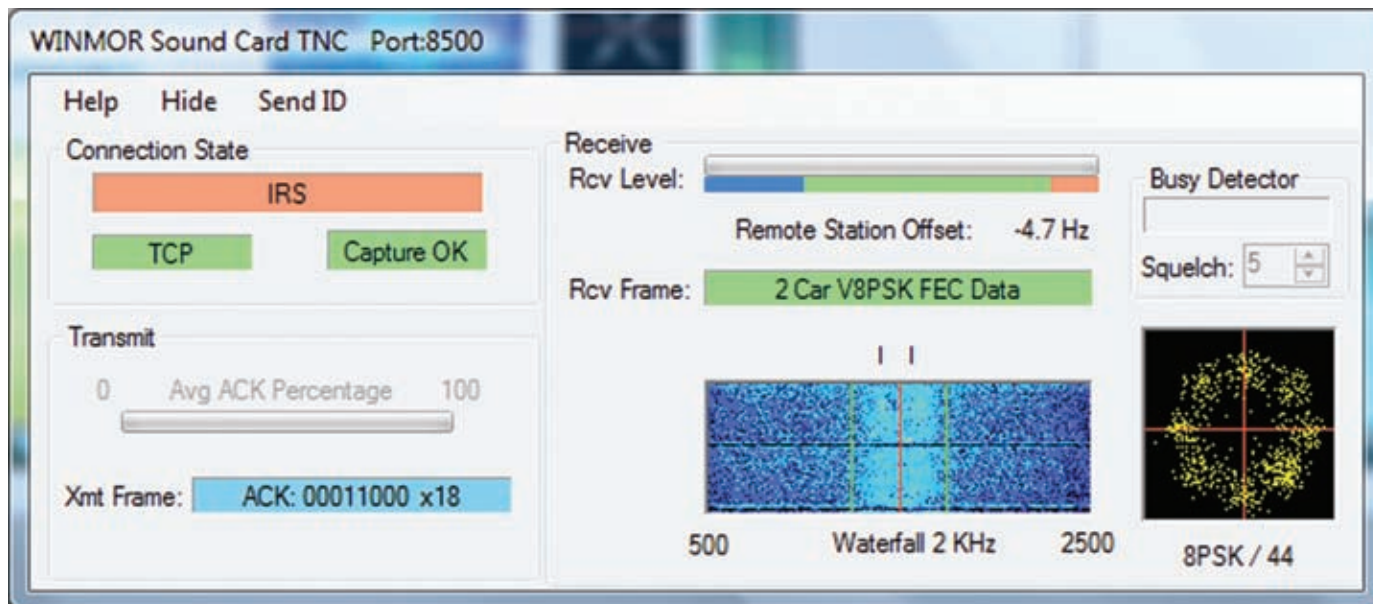 WINMOR Sound Card TNC Port:8500
Help Hide Send ID
Connection State
IRS
TCP Capture OK
Transmit
0 Avg ACK Percentage 100
Xmt Frame: ACK: 00011000 x18
Receive
Rcv Level:
Remote Station Offset: -4.7 Hz
Rcv Frame: 2 Car V8PSK FEC Data
500 Waterfall 2 KHz 2500
Busy Detector
Squelch: 5
8PSK / 44